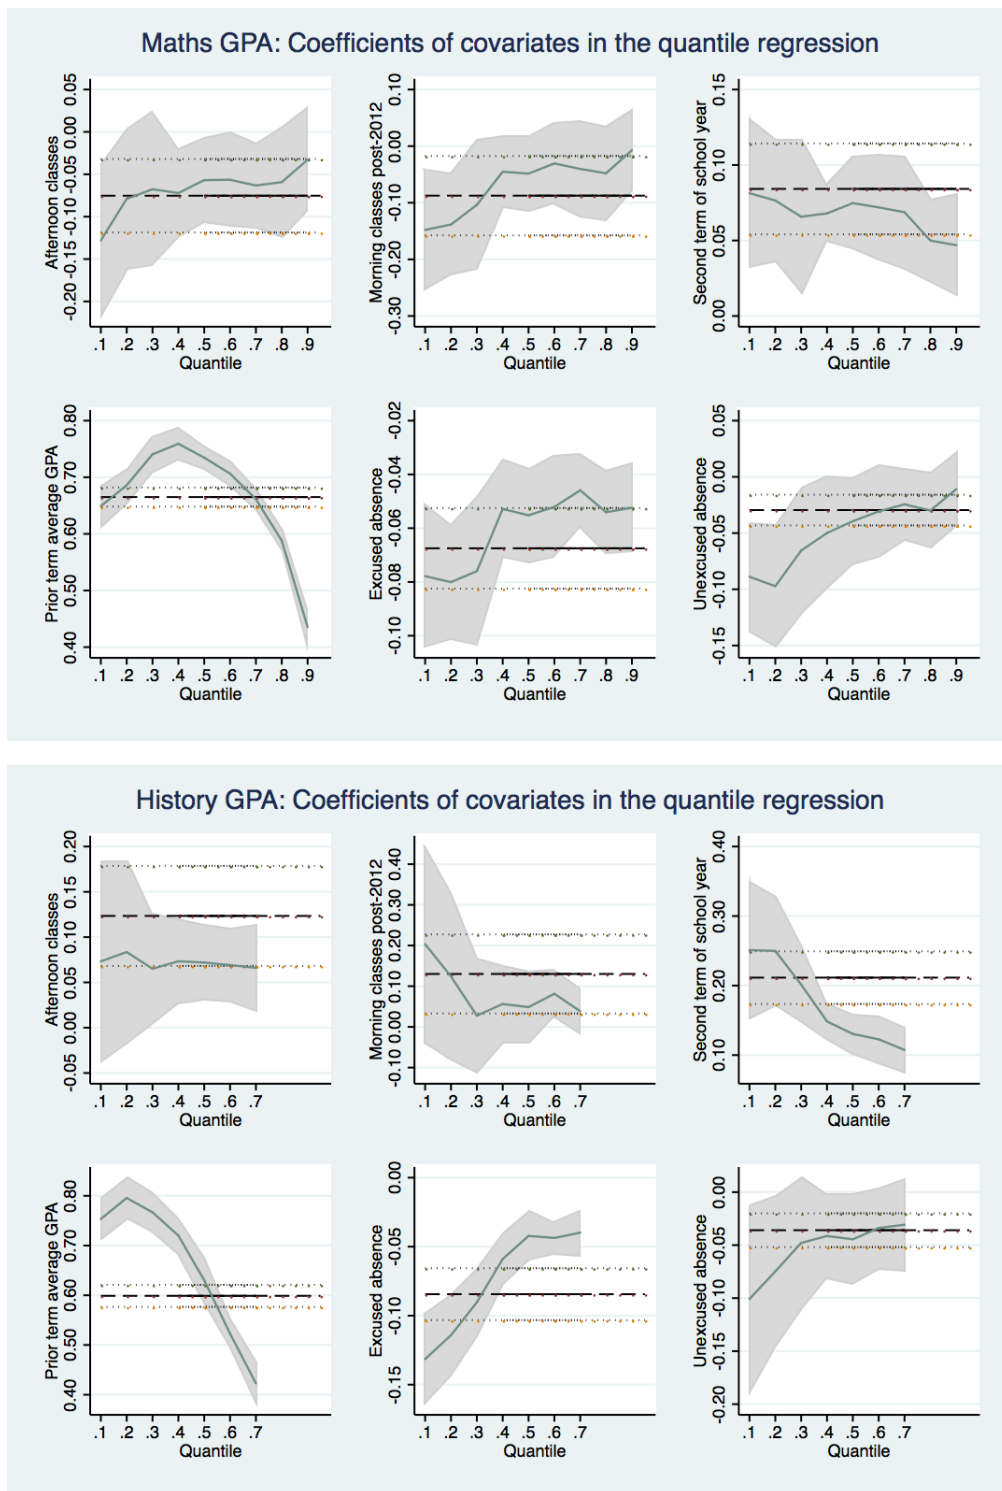 Maths GPA: Coefficients of covariates in the quantile regression
Afternoon classes
0.05
0.00
-0.05
-0.10
-0.15
-0.20
.1 .2 .3 .4 .5 .6 .7 .8 .9
Quantile
Morning classes post-2012
0.10
0.00
-0.10
-0.20
-0.30
.1 .2 .3 .4 .5 .6 .7 .8 .9
Quantile
Second term of school year
0.15
0.10
0.05
0.00
.1 .2 .3 .4 .5 .6 .7 .8 .9
Quantile
Prior term average GPA
0.80
0.70
0.60
0.50
0.40
.1 .2 .3 .4 .5 .6 .7 .8 .9
Quantile
Excused absence
-0.02
-0.04
-0.06
-0.08
-0.10
.1 .2 .3 .4 .5 .6 .7 .8 .9
Quantile
Unexcused absence
0.05
0.00
-0.05
-0.10
-0.15
.1 .2 .3 .4 .5 .6 .7 .8 .9
Quantile
History GPA: Coefficients of covariates in the quantile regression
Afternoon classes
0.20
0.15
0.10
0.05
0.00
-0.05
.1 .2 .3 .4 .5 .6 .7
Quantile
Morning classes post-2012
0.40
0.30
0.20
0.10
0.00
-0.10
.1 .2 .3 .4 .5 .6 .7
Quantile
Second term of school year
0.40
0.30
0.20
0.10
.1 .2 .3 .4 .5 .6 .7
Quantile
Prior term average GPA
0.80
0.70
0.60
0.50
0.40
.1 .2 .3 .4 .5 .6 .7
Quantile
Excused absence
0.00
-0.05
-0.10
-0.15
.1 .2 .3 .4 .5 .6 .7
Quantile
Unexcused absence
0.00
-0.05
-0.10
-0.15
-0.20
.1 .2 .3 .4 .5 .6 .7
Quantile